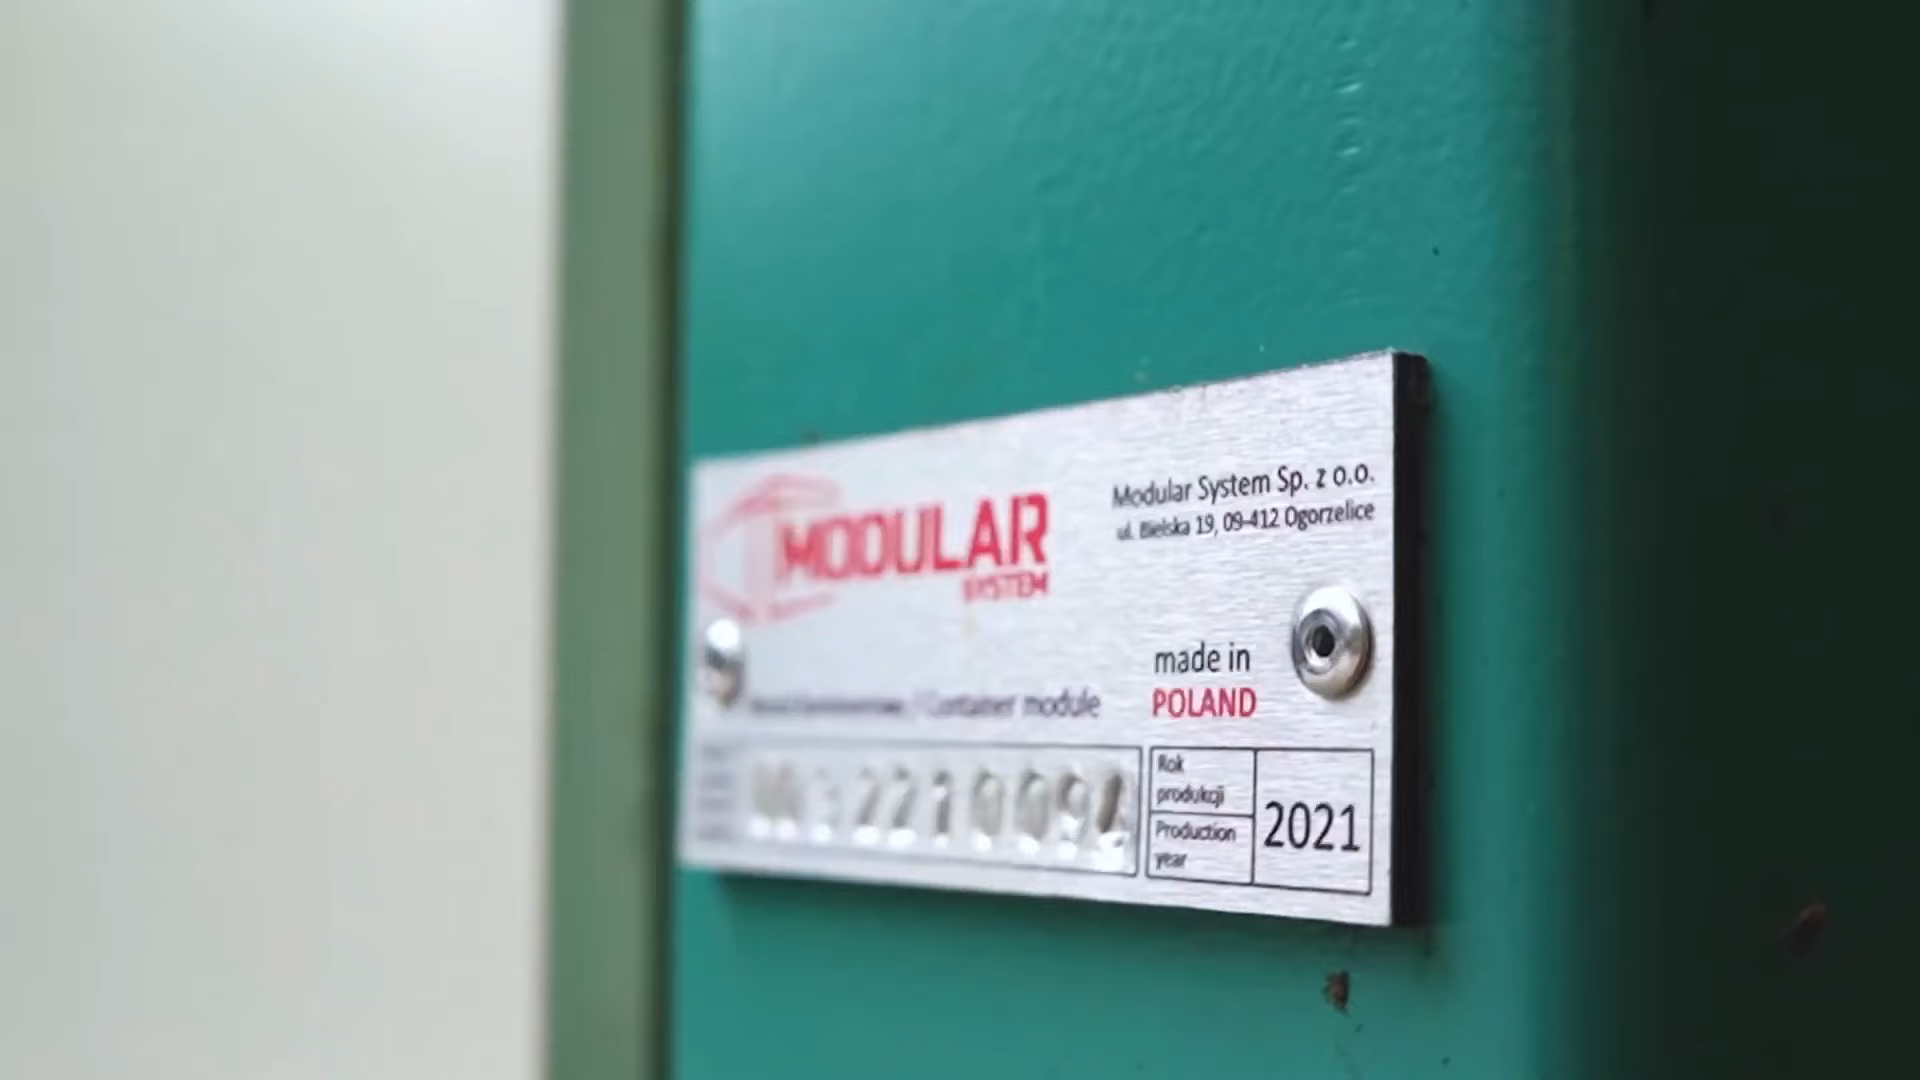 MODULAR
SYSTEM
Modular System Sp. z o.o.
ul. Bielska 19, 09-412 Ogorzelice
made in
POLAND
/ Container module
Rok
produkcji
Production
year
2021